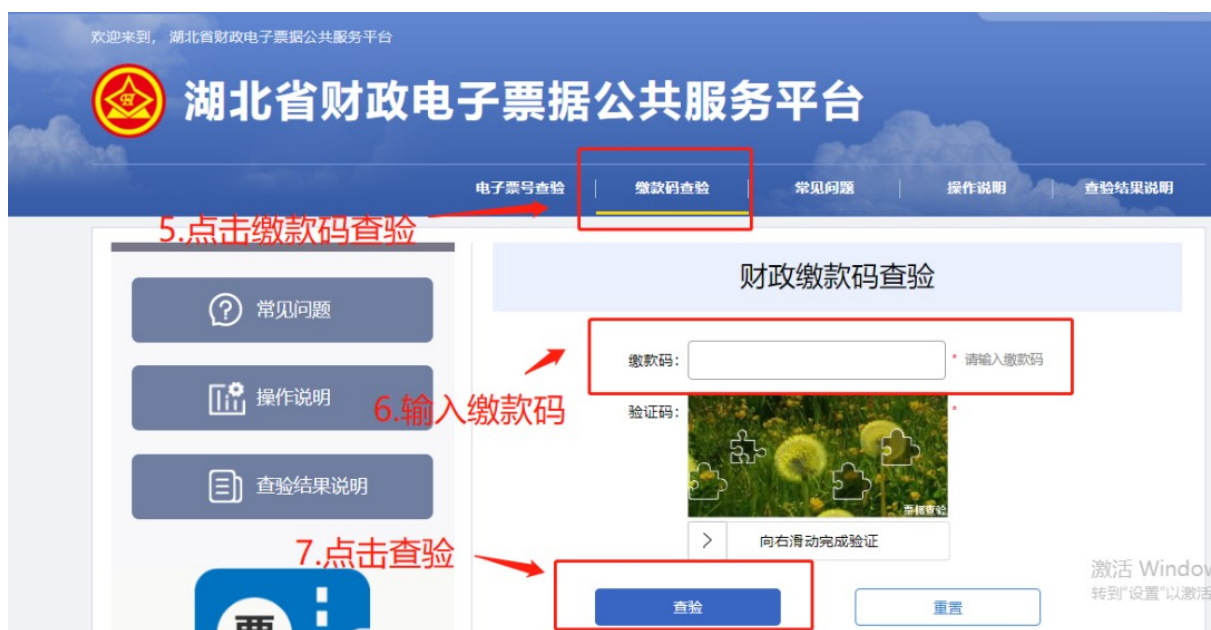 欢迎来到， 湖北省财政电子票据公共服务平台
湖北省财政电子票据公共服务平台
电子票号查验 缴款码查验 常见问题 操作说明 查验结果说明
5.点击缴款码查验
财政缴款码查验
常见问题
缴款码： * 请输入缴款码
操作说明
6.输入缴款码
验证码： *
查验结果说明
票据查验
向右滑动完成验证
7.点击查验
激活 Window
转到"设置"以激活
查验 重置
票